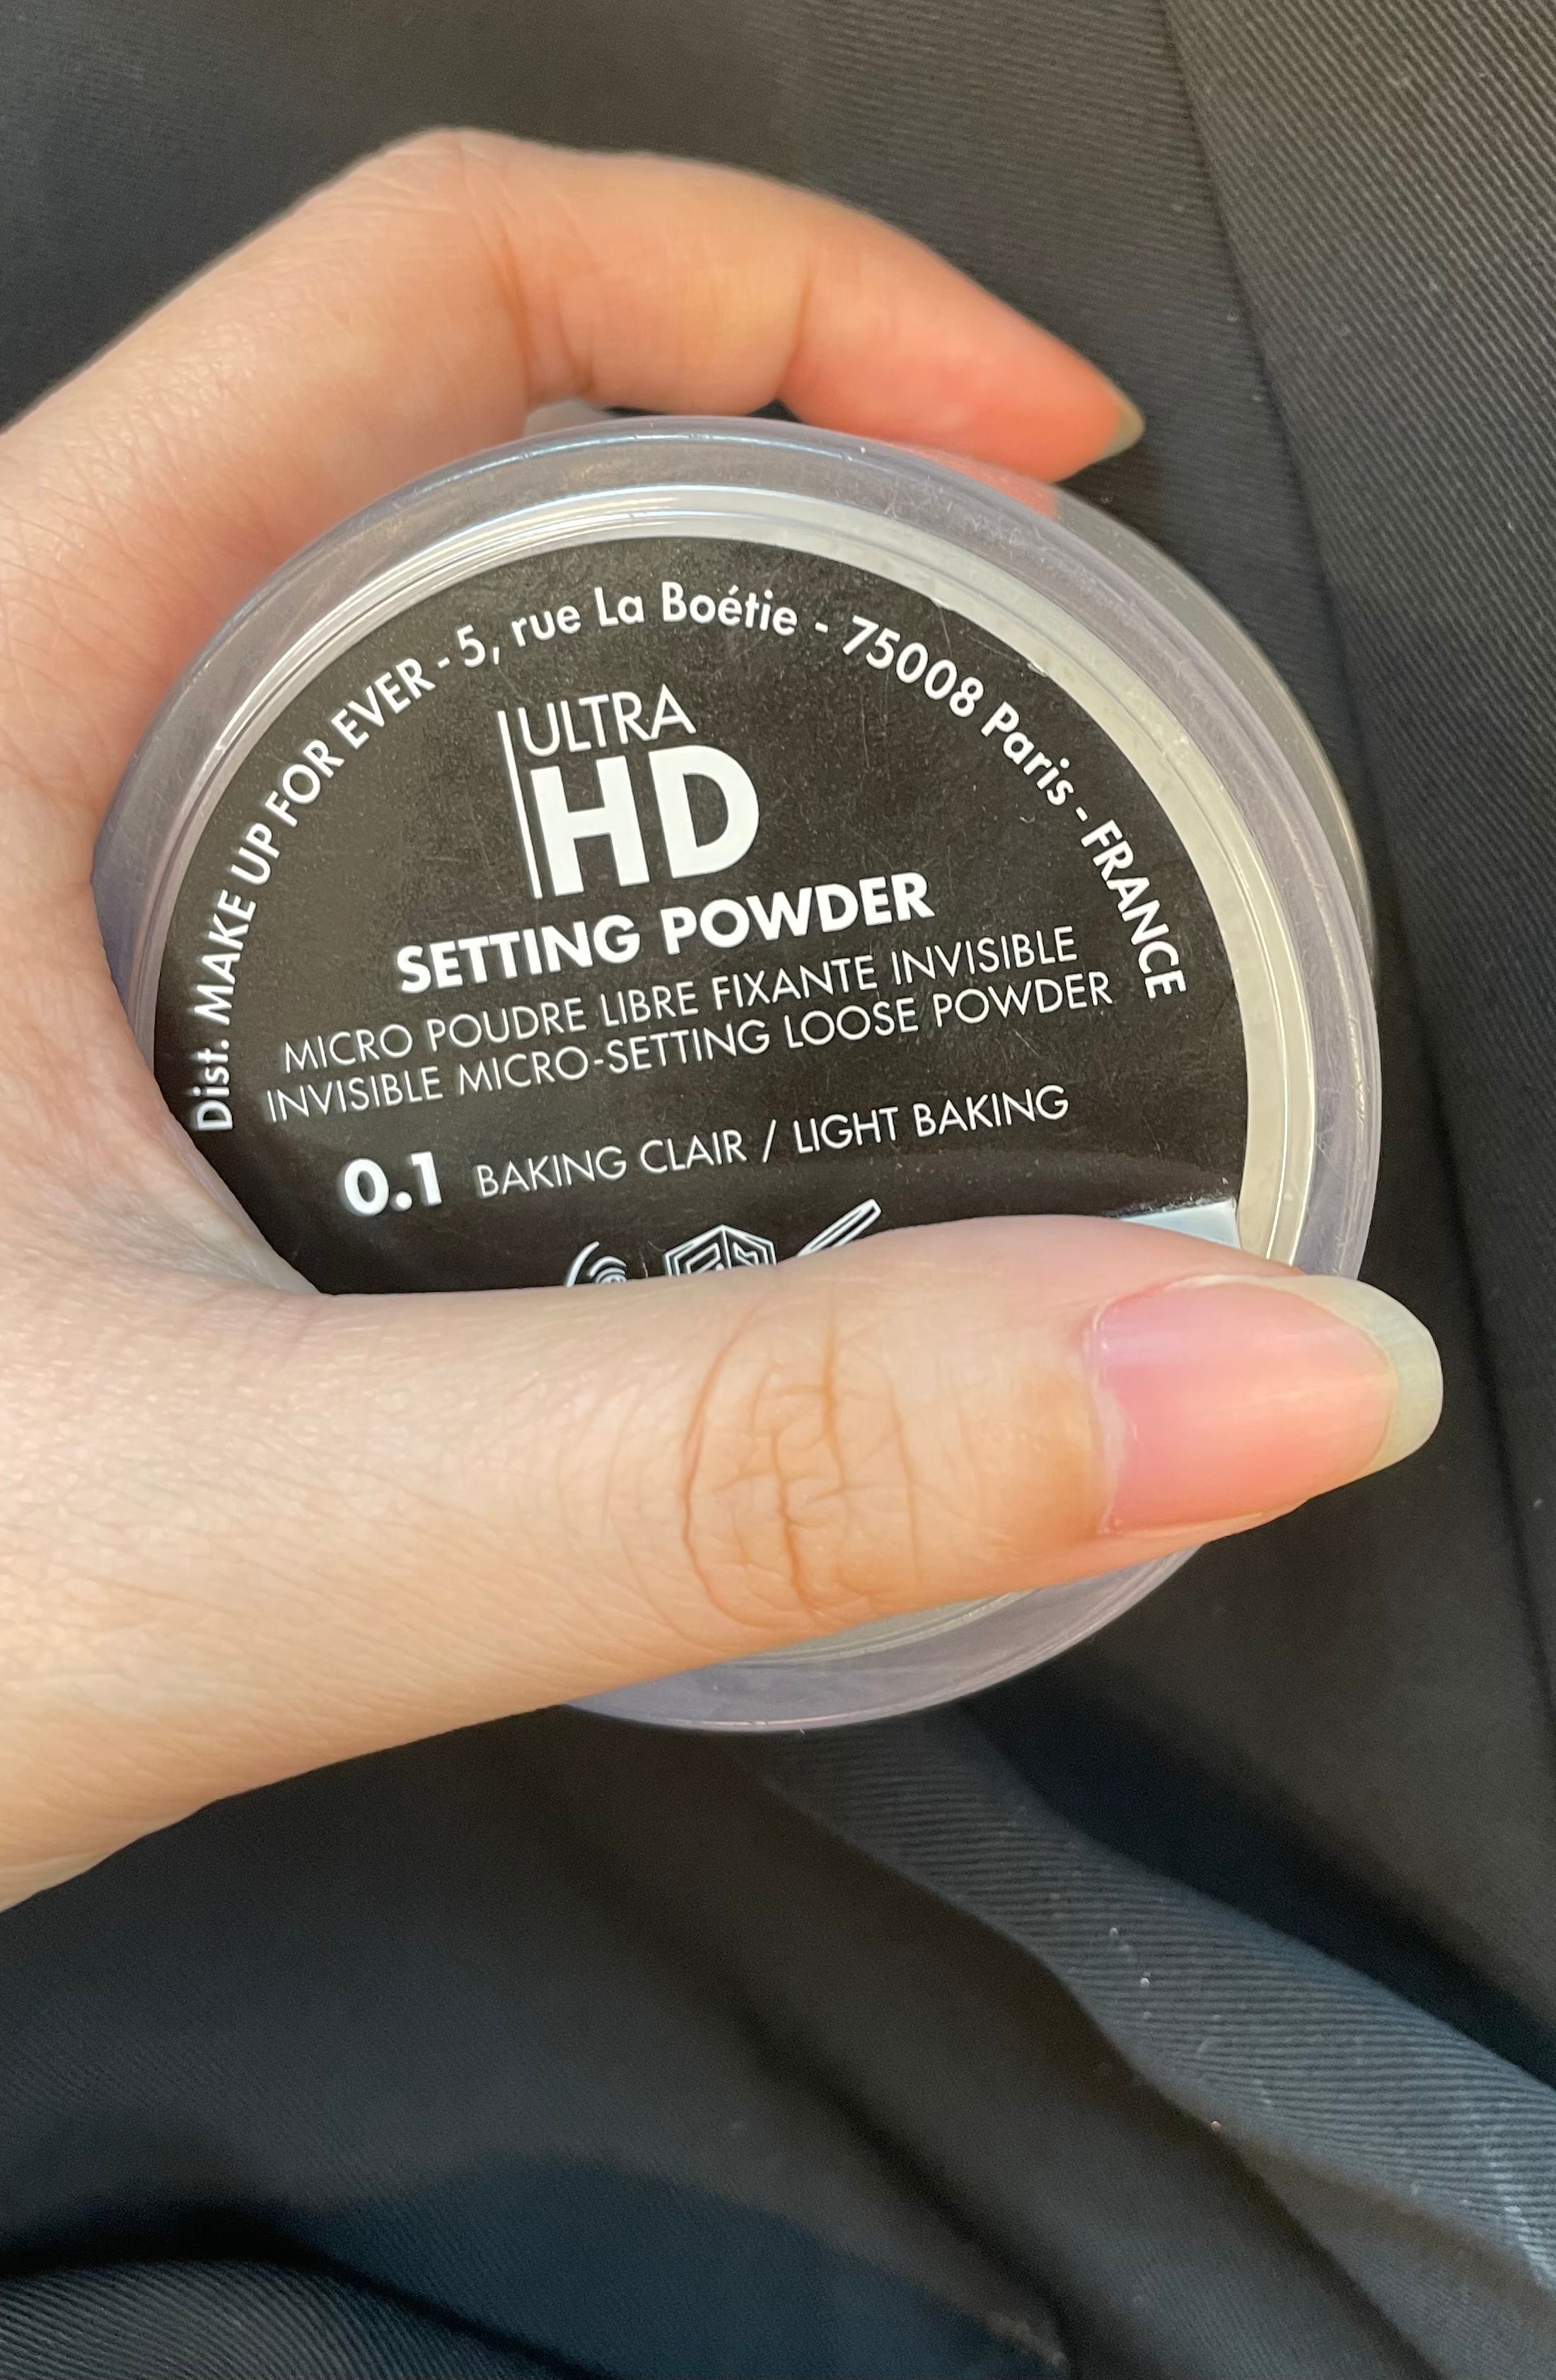 Dist. MAKE UP FOR EVER - 5, rue La Boétie - 75008 Paris - FRANCE
ULTRA
HD
SETTING POWDER
MICRO POUDRE LIBRE FIXANTE INVISIBLE
INVISIBLE MICRO-SETTING LOOSE POWDER
0.1 BAKING CLAIR / LIGHT BAKING